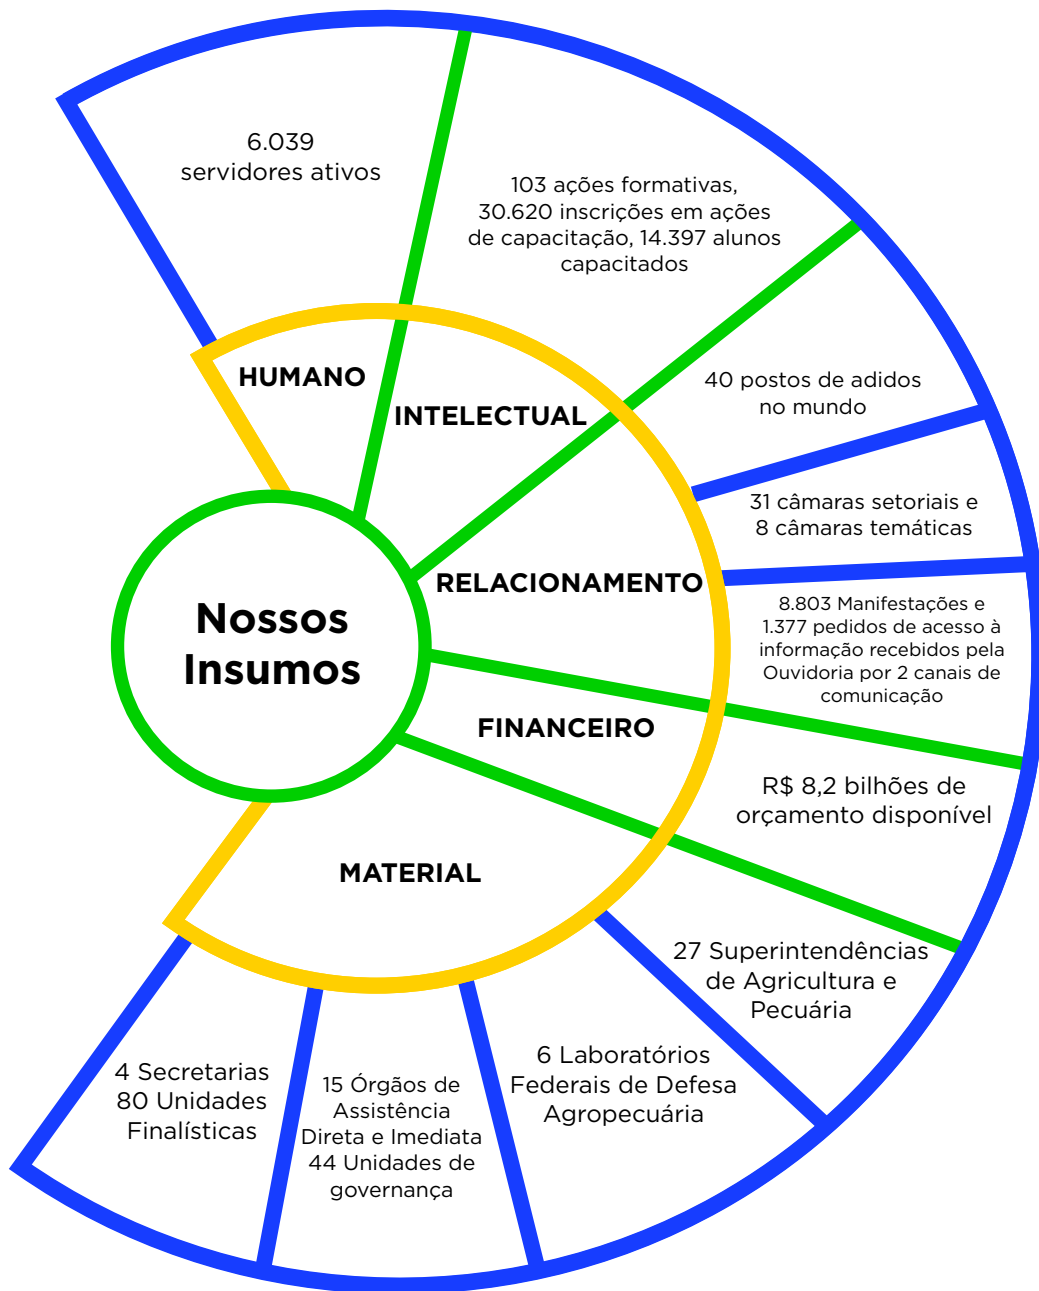 Nossos
Insumos
HUMANO
6.039
servidores ativos
INTELECTUAL
103 ações formativas,
30.620 inscrições em ações
de capacitação, 14.397 alunos
capacitados
RELACIONAMENTO
40 postos de adidos
no mundo
31 câmaras setoriais e
8 câmaras temáticas
8.803 Manifestações e
1.377 pedidos de acesso à
informação recebidos pela
Ouvidoria por 2 canais de
comunicação
FINANCEIRO
R$ 8,2 bilhões de
orçamento disponível
MATERIAL
27 Superintendências
de Agricultura e
Pecuária
6 Laboratórios
Federais de Defesa
Agropecuária
15 Órgãos de
Assistência
Direta e Imediata
44 Unidades de
governança
4 Secretarias
80 Unidades
Finalísticas